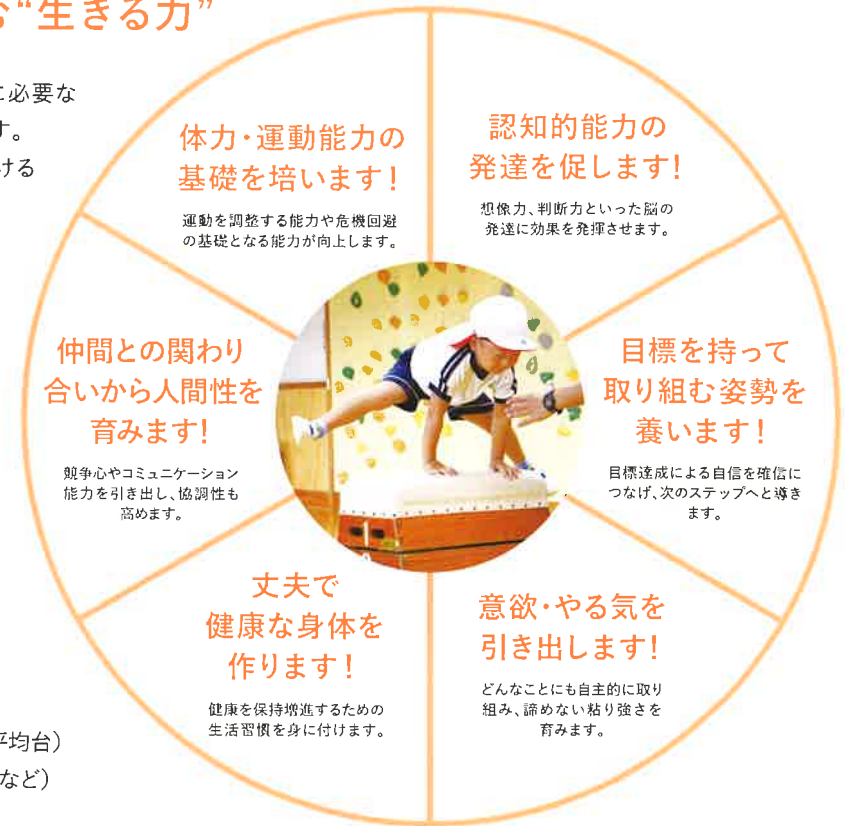 “生きる力”
に必要な
す。
ける
体力・運動能力の
基礎を培います!
運動を調整する能力や危機回避
の基礎となる能力が向上します。
認知的能力の
発達を促します!
想像力、判断力といった脳の
発達に効果を発揮させます。
仲間との関わり
合いから人間性を
育みます!
競争心やコミュニケーション
能力を引き出し、協調性も
高めます。
目標を持って
取り組む姿勢を
養います!
目標達成による自信を確信に
つなげ、次のステップへと導き
ます。
丈夫で
健康な身体を
作ります!
健康を保持増進するための
生活習慣を身に付けます。
意欲・やる気を
引き出します!
どんなことにも自主的に取り
組み、諦めない粘り強さを
育みます。
平均台)
など)